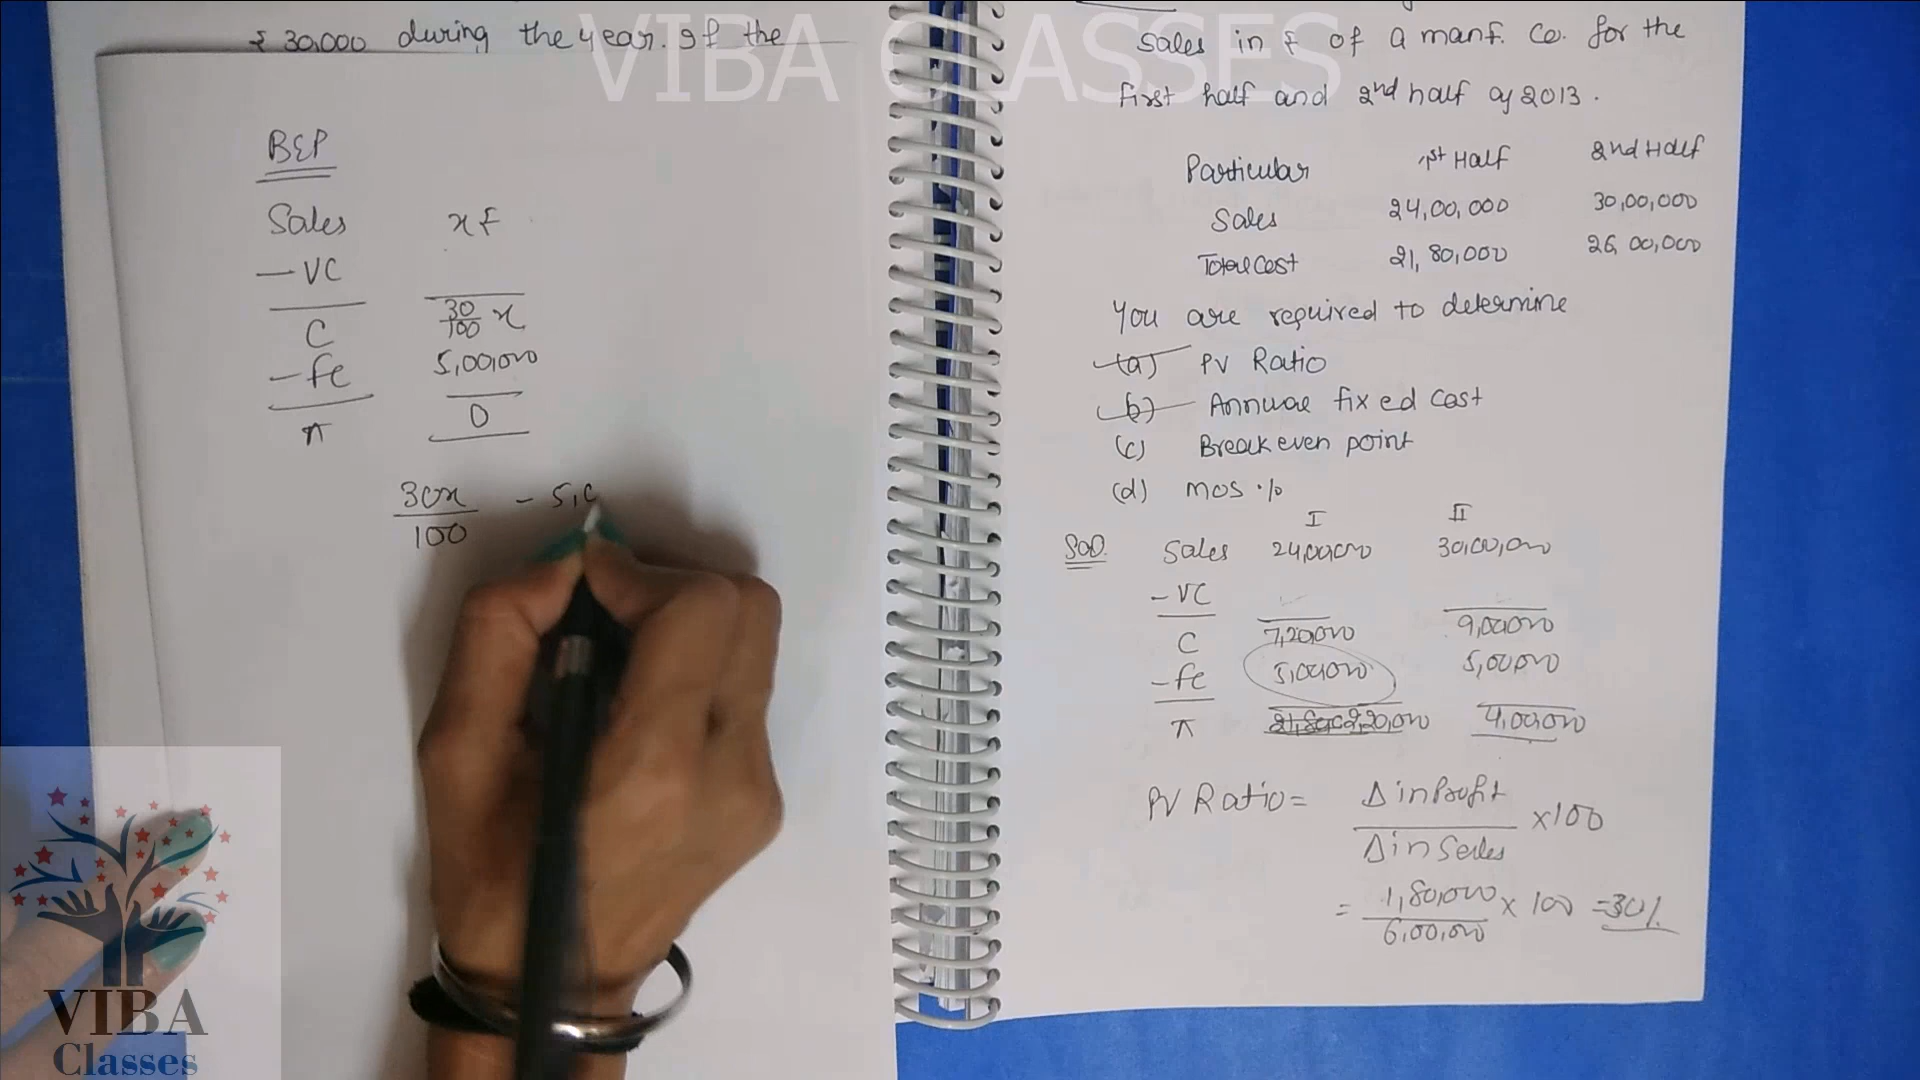 ₹ 30,000 during the year. If the
BEP
Sales x ₹
- VC
C 30/100 x
- FC 5,00,000
π 0
30x/100 - 5,0
VIBA CLASSES
Sales in ₹ of a manf. Co. for the
first half and 2nd half of 2013.
Particular 1st Half 2nd Half
Sales 24,00,000 30,00,000
Total Cost 21,80,000 26,00,000
You are required to determine
(a) PV Ratio
(b) Annual fixed Cost
(c) Breakeven point
(d) MOS %
I II
Sol. Sales 24,00,000 30,00,000
- VC
C 7,20,000 9,00,000
- FC 5,00,000 5,00,000
π 2,20,000 4,00,000
PV Ratio = Δ in Profit / Δ in Sales × 100
= 1,80,000 / 6,00,000 × 100 = 30%
VIBA
Classes